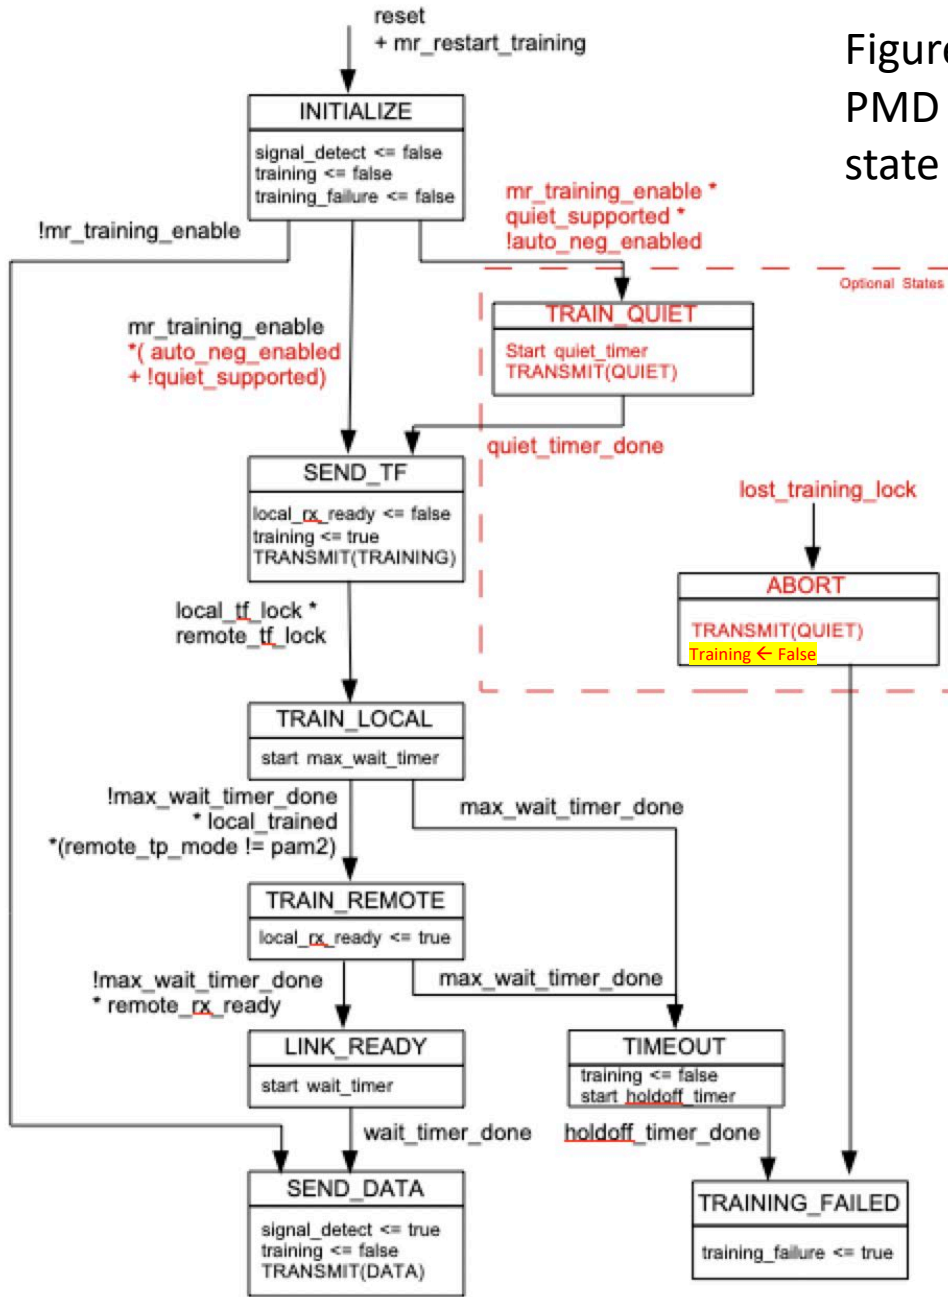 reset
+ mr_restart_training
Figure
PMD
state
INITIALIZE
signal_detect <= false
training <= false
training_failure <= false
!mr_training_enable
mr_training_enable *
quiet_supported *
!auto_neg_enabled
Optional States
TRAIN_QUIET
Start quiet_timer
TRANSMIT(QUIET)
mr_training_enable
*( auto_neg_enabled
+ !quiet_supported)
quiet_timer_done
SEND_TF
local_rx_ready <= false
training <= true
TRANSMIT(TRAINING)
lost_training_lock
ABORT
TRANSMIT(QUIET)
Training ← False
local_tf_lock *
remote_tf_lock
TRAIN_LOCAL
start max_wait_timer
!max_wait_timer_done
* local_trained
*(remote_tp_mode != pam2)
max_wait_timer_done
TRAIN_REMOTE
local_rx_ready <= true
!max_wait_timer_done
* remote_rx_ready
max_wait_timer_done
LINK_READY
start wait_timer
TIMEOUT
training <= false
start holdoff_timer
wait_timer_done
holdoff_timer_done
SEND_DATA
signal_detect <= true
training <= false
TRANSMIT(DATA)
TRAINING_FAILED
training_failure <= true